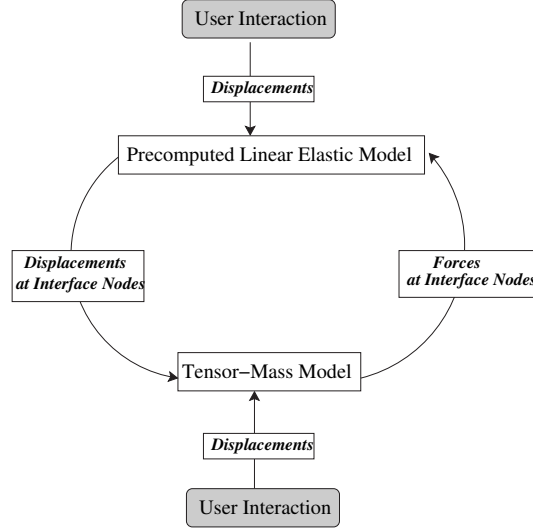 User Interaction
Displacements
Precomputed Linear Elastic Model
Displacements
at Interface Nodes
Forces
at Interface Nodes
Tensor−Mass Model
Displacements
User Interaction